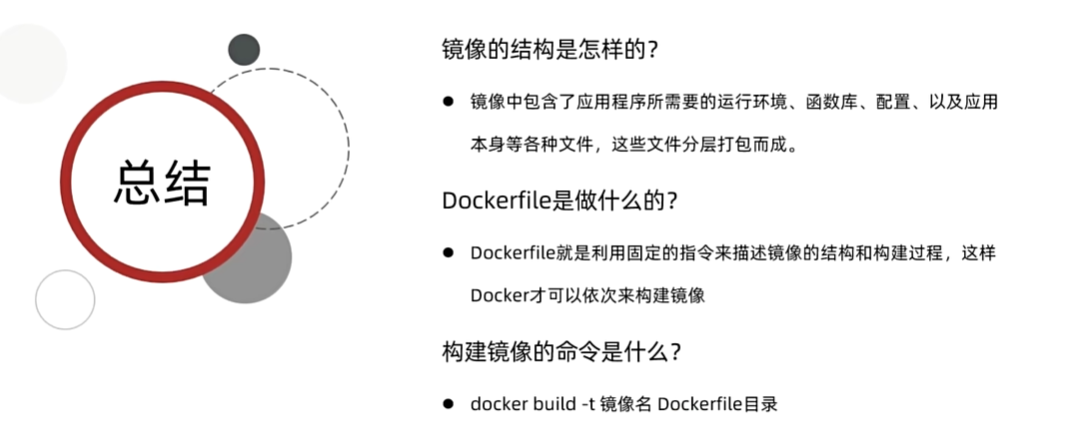 总结
镜像的结构是怎样的？
● 镜像中包含了应用程序所需要的运行环境、函数库、配置、以及应用
本身等各种文件，这些文件分层打包而成。
Dockerfile是做什么的？
● Dockerfile就是利用固定的指令来描述镜像的结构和构建过程，这样
Docker才可以依次来构建镜像
构建镜像的命令是什么？
● docker build -t 镜像名 Dockerfile目录